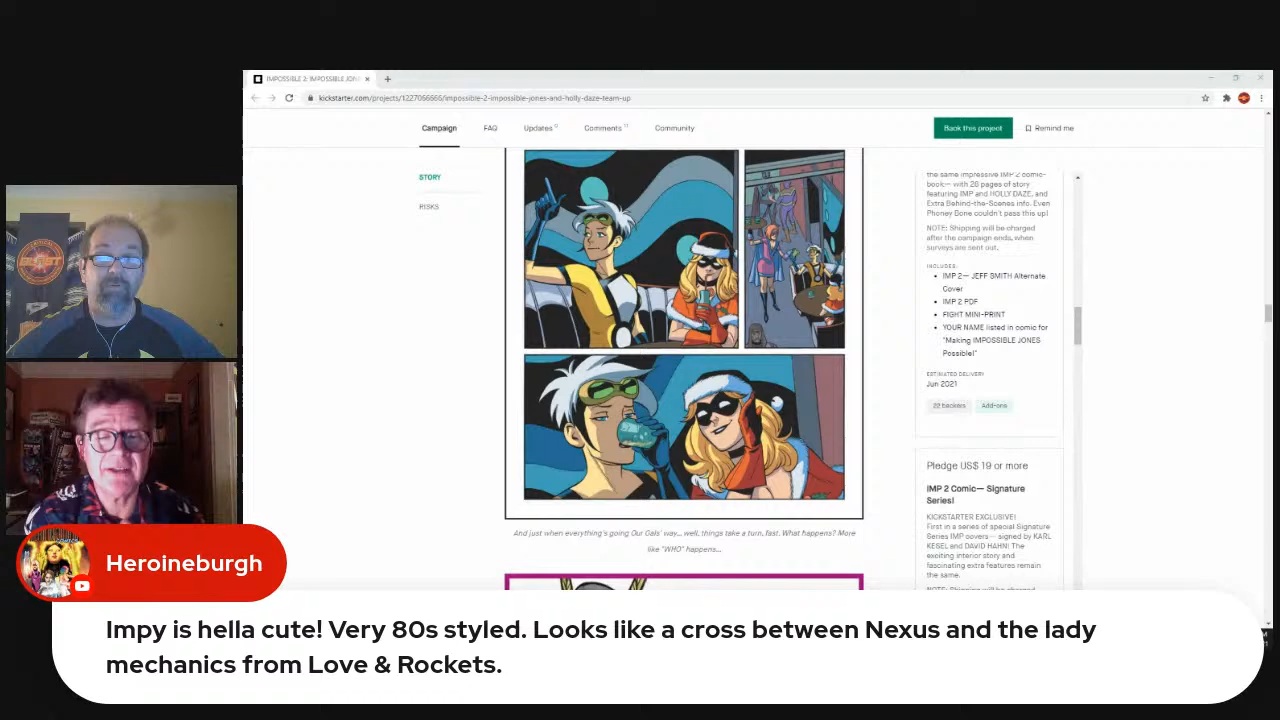 IMPOSSIBLE 2: IMPOSSIBLE JONE
kickstarter.com/projects/1227056665/impossible-2-impossible-jones-and-holly-daze-team-up
Campaign FAQ Updates Comments Community
Back this project Remind me
STORY
RISKS
the same impressive IMP 2 comic-
book— with 28 pages of story
featuring IMP and HOLLY DAZE, and
Extra Behind-the-Scenes info. Even
Phoney Bone couldn't pass this up!
NOTE: Shipping will be charged
after the campaign ends, when
surveys are sent out.
INCLUDES:
• IMP 2— JEFF SMITH Alternate
Cover
• IMP 2 PDF
• FIGHT MINI-PRINT
• YOUR NAME listed in comic for
"Making IMPOSSIBLE JONES
Possible!"
ESTIMATED DELIVERY
Jun 2021
22 backers Add-ons
Pledge US$ 19 or more
IMP 2 Comic— Signature
Series!
KICKSTARTER EXCLUSIVE!
First in a series of special Signature
Series IMP covers— signed by KARL
KESEL and DAVID HAHN! The
exciting interior story and
fascinating extra features remain
the same.
And just when everything's going Our Gals' way... well, things take a turn, fast. What happens? More
like "WHO" happens...
Heroineburgh
Impy is hella cute! Very 80s styled. Looks like a cross between Nexus and the lady
mechanics from Love & Rockets.